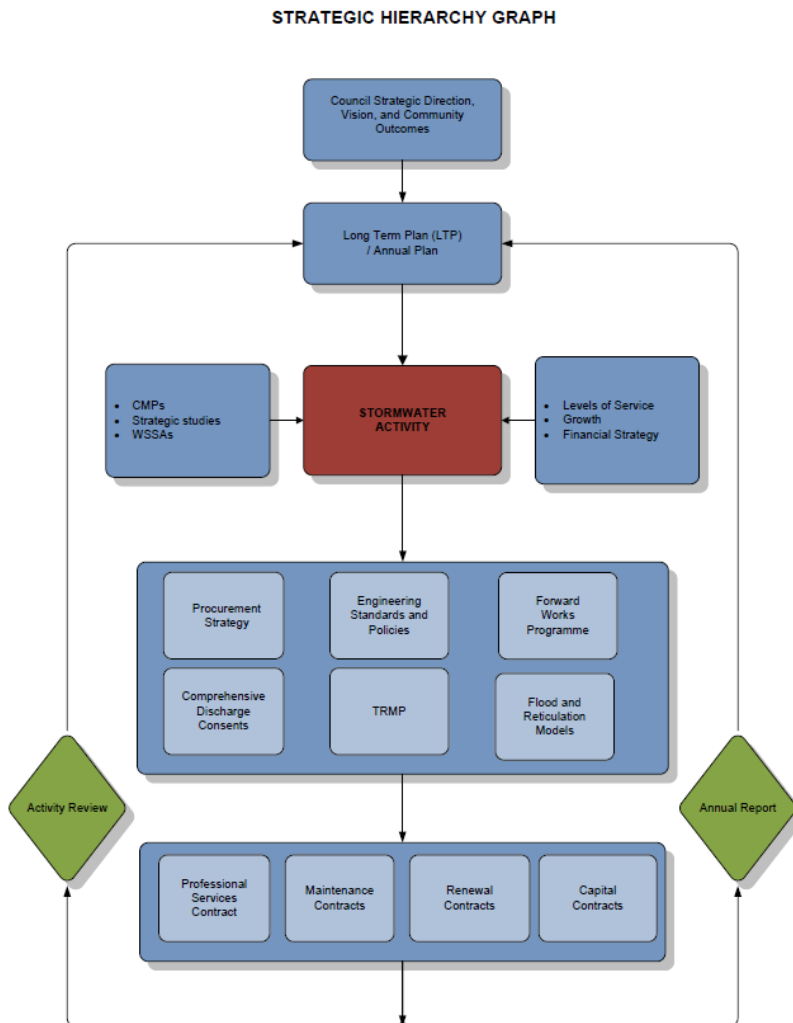 STRATEGIC HIERARCHY GRAPH
Council Strategic Direction,
Vision, and Community
Outcomes
Long Term Plan (LTP)
/ Annual Plan
• CMPs
• Strategic studies
• WSSAs
STORMWATER
ACTIVITY
• Levels of Service
• Growth
• Financial Strategy
Procurement
Strategy
Engineering
Standards and
Policies
Forward
Works
Programme
Comprehensive
Discharge
Consents
TRMP
Flood and
Reticulation
Models
Activity Review
Annual Report
Professional
Services
Contract
Maintenance
Contracts
Renewal
Contracts
Capital
Contracts